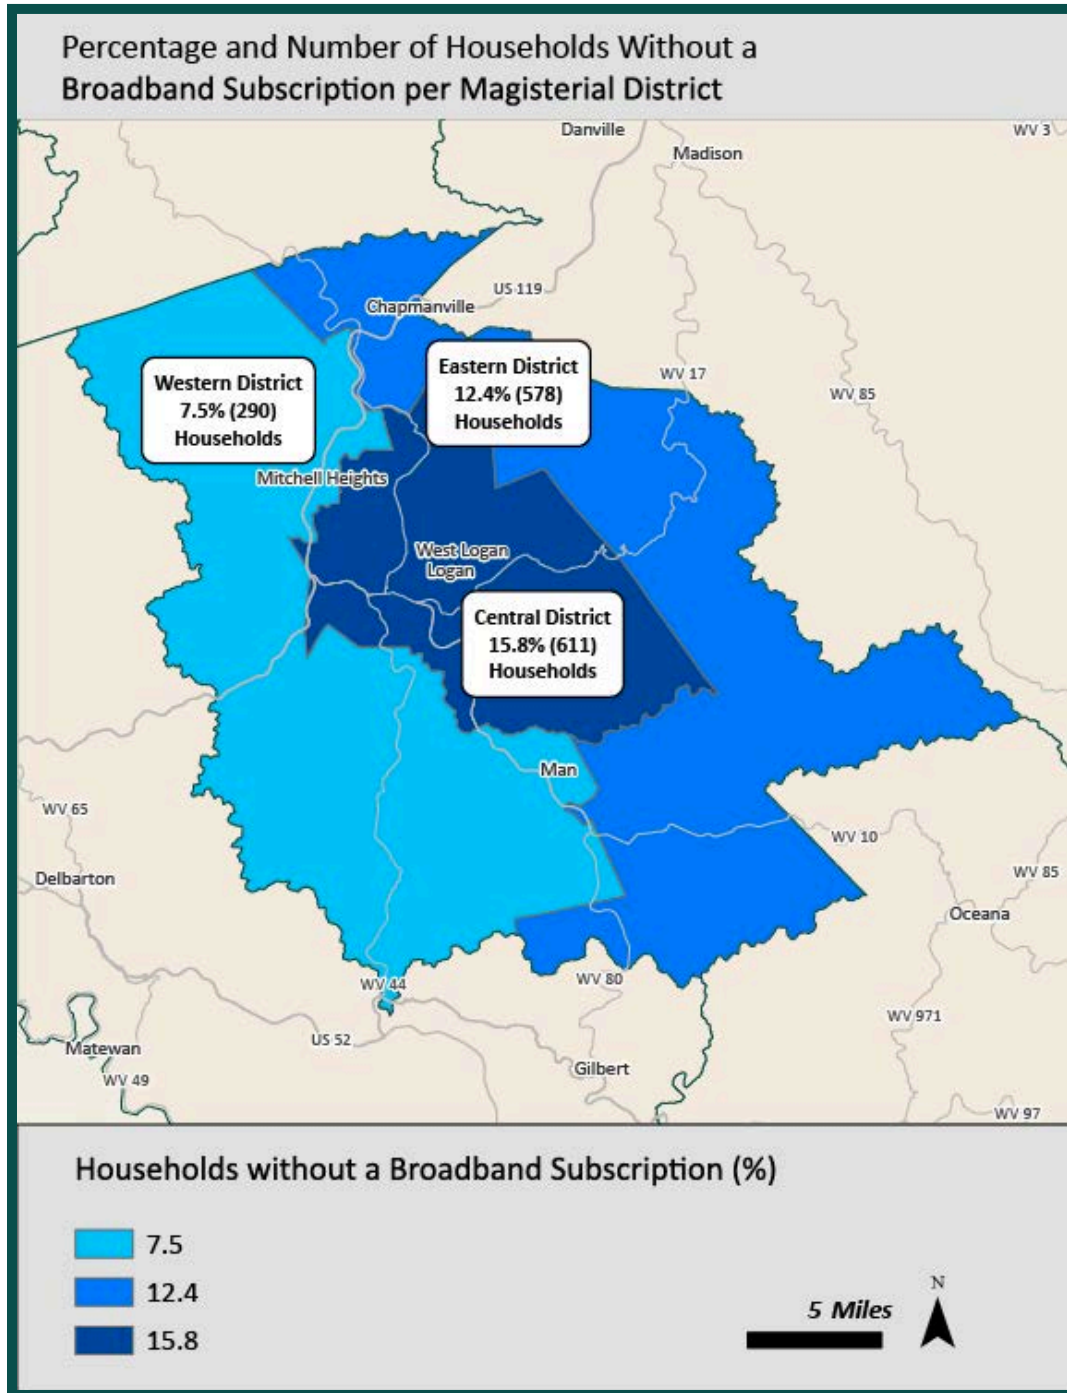 Percentage and Number of Households Without a
Broadband Subscription per Magisterial District
Danville
WV 3
Madison
US 119
Chapmanville
Eastern District
12.4% (578)
Households
WV 17
Western District
7.5% (290)
Households
WV 85
Mitchell Heights
West Logan
Logan
Central District
15.8% (611)
Households
Man
WV 65
WV 10
Delbarton
WV 85
Oceana
WV 80
WV 44
WV 971
US 52
Matewan
Gilbert
WV 49
WV 97
Households without a Broadband Subscription (%)
7.5
12.4
15.8
5 Miles
N